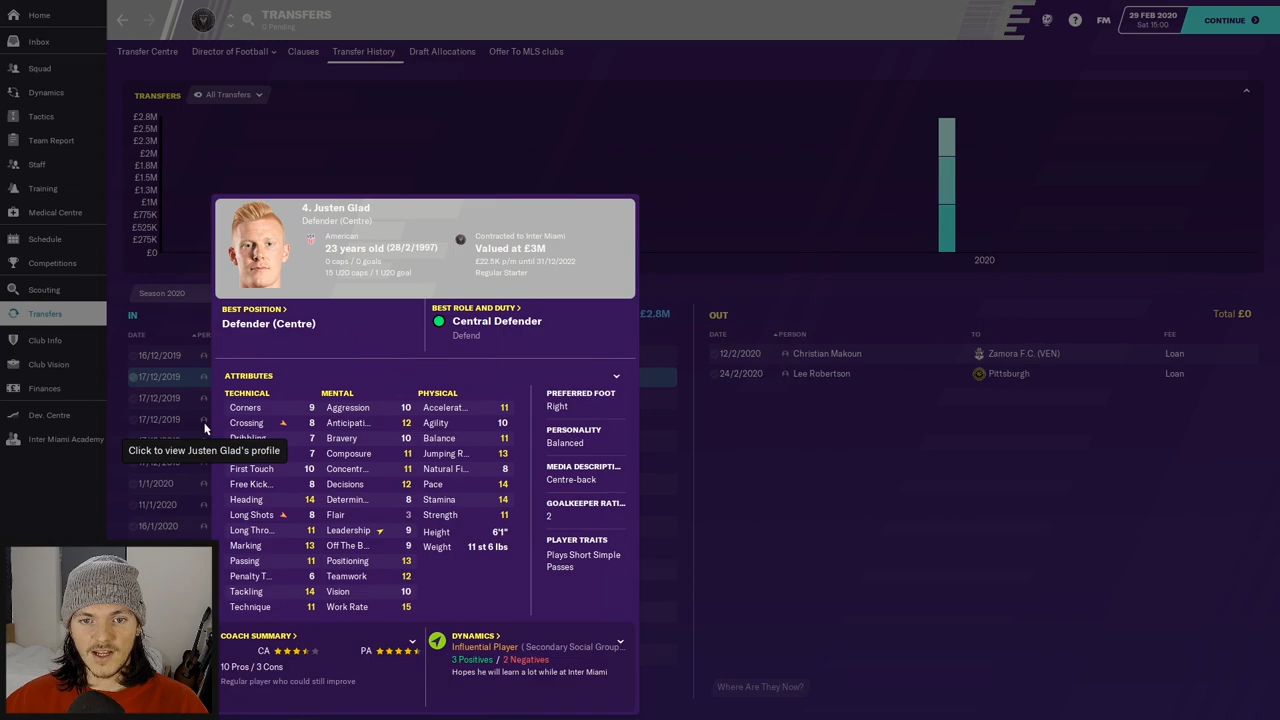 Home
Inbox
Squad
Dynamics
Tactics
Team Report
Staff
Training
Medical Centre
Schedule
Competitions
Scouting
Transfers
Club Info
Club Vision
Finances
Dev. Centre
Inter Miami Academy
TRANSFERS
0 Pending
FM
29 FEB 2020
Sat 15:00
CONTINUE
Transfer Centre
Director of Football
Clauses
Transfer History
Draft Allocations
Offer To MLS clubs
TRANSFERS
All Transfers
£2.8M
£2.5M
£2.3M
£2M
£1.8M
£1.5M
£1.3M
£1M
£775K
£525K
£275K
£0
2020
Season 2020
IN
£2.8M
DATE
16/12/2019
17/12/2019
17/12/2019
17/12/2019
1/1/2020
11/1/2020
16/1/2020
Click to view Justen Glad's profile
4. Justen Glad
Defender (Centre)
American
23 years old (28/2/1997)
0 caps / 0 goals
15 U20 caps / 1 U20 goal
Contracted to Inter Miami
Valued at £3M
£22.5K p/m until 31/12/2022
Regular Starter
BEST POSITION
Defender (Centre)
BEST ROLE AND DUTY
Central Defender
Defend
ATTRIBUTES
TECHNICAL
Corners 9
Crossing 8
Dribbling 7
First Touch 10
Free Kick... 8
Heading 14
Long Shots 8
Long Thro... 11
Marking 13
Passing 11
Penalty T... 6
Tackling 14
Technique 11
MENTAL
Aggression 10
Anticipati... 12
Bravery 10
Composure 11
Concentr... 11
Decisions 12
Determin... 8
Flair 3
Leadership 9
Off The B... 9
Positioning 13
Teamwork 12
Vision 10
Work Rate 15
PHYSICAL
Accelerat... 11
Agility 10
Balance 11
Jumping R... 13
Natural Fi... 8
Pace 14
Stamina 14
Strength 11
Height 6'1"
Weight 11 st 6 lbs
PREFERRED FOOT
Right
PERSONALITY
Balanced
MEDIA DESCRIPTI...
Centre-back
GOALKEEPER RATI...
2
PLAYER TRAITS
Plays Short Simple
Passes
COACH SUMMARY
CA
PA
10 Pros / 3 Cons
Regular player who could still improve
DYNAMICS
Influential Player ( Secondary Social Group...
3 Positives / 2 Negatives
Hopes he will learn a lot while at Inter Miami
OUT
Total £0
DATE PERSON TO FEE
12/2/2020 Christian Makoun Zamora F.C. (VEN) Loan
24/2/2020 Lee Robertson Pittsburgh Loan
Where Are They Now?